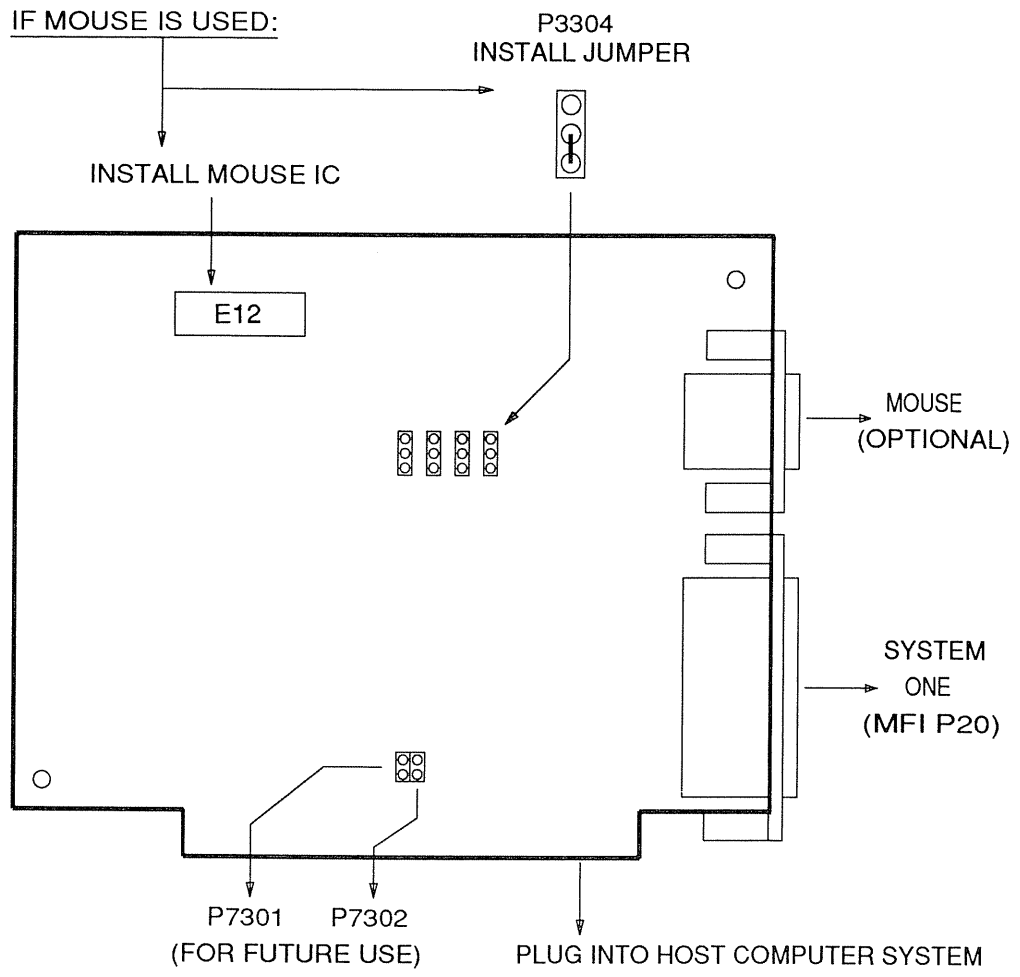 IF MOUSE IS USED:
P3304
INSTALL JUMPER
INSTALL MOUSE IC
E12
MOUSE
(OPTIONAL)
SYSTEM
ONE
(MFI P20)
P7301
P7302
(FOR FUTURE USE)
PLUG INTO HOST COMPUTER SYSTEM